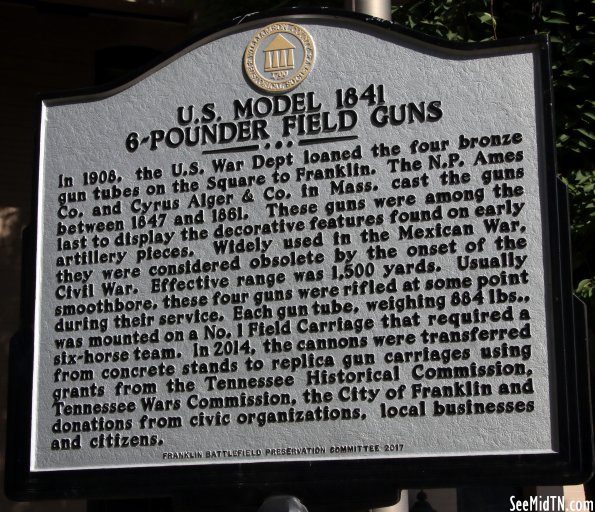 U.S. MODEL 1841
6-POUNDER FIELD GUNS
In 1908, the U.S. War Dept loaned the four bronze
gun tubes on the Square to Franklin. The N.P. Ames
Co. and Cyrus Alger & Co. in Mass. cast the guns
between 1847 and 1861. These guns were among the
last to display the decorative features found on early
artillery pieces. Widely used in the Mexican War,
they were considered obsolete by the onset of the
Civil War. Effective range was 1,500 yards. Usually
smoothbore, these four guns were rifled at some point
during their service. Each gun tube, weighing 884 lbs.,
was mounted on a No. 1 Field Carriage that required a
six-horse team. In 2014, the cannons were transferred
from concrete stands to replica gun carriages using
grants from the Tennessee Historical Commission,
Tennessee Wars Commission, the City of Franklin and
donations from civic organizations, local businesses
and citizens.
FRANKLIN BATTLEFIELD PRESERVATION COMMITTEE 2017
SeeMidTN.com